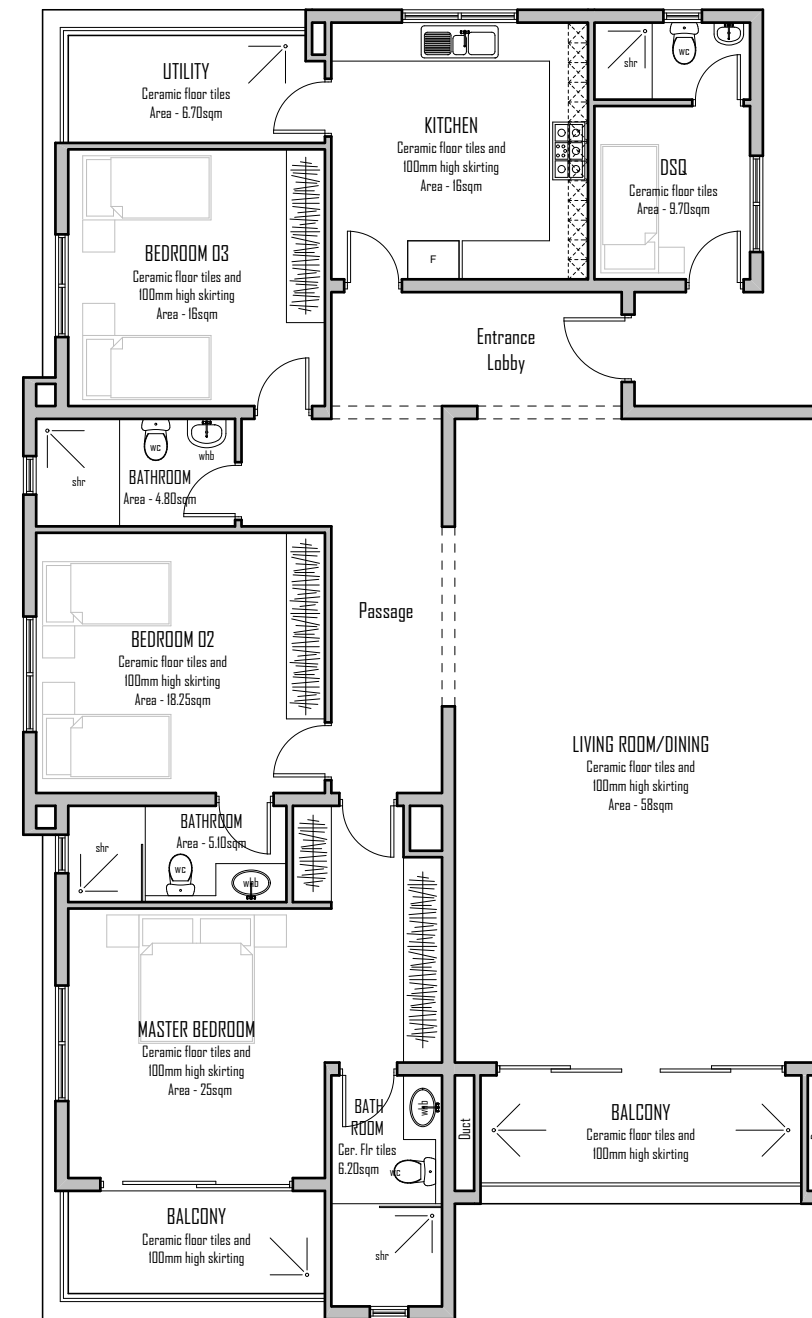 UTILITY
Ceramic floor tiles
Area - 6.70sqm
KITCHEN
Ceramic floor tiles and
100mm high skirting
Area - 16sqm
F
shr
WC
DSQ
Ceramic floor tiles
Area - 9.70sqm
BEDROOM 03
Ceramic floor tiles and
100mm high skirting
Area - 16sqm
Entrance
Lobby
shr
WC
whb
BATHROOM
Area - 4.80sqm
BEDROOM 02
Ceramic floor tiles and
100mm high skirting
Area - 18.25sqm
Passage
LIVING ROOM/DINING
Ceramic floor tiles and
100mm high skirting
Area - 58sqm
BATHROOM
Area - 5.10sqm
shr
WC
whb
MASTER BEDROOM
Ceramic floor tiles and
100mm high skirting
Area - 25sqm
BATH
ROOM
Cer. Flr tiles
6.20sqm
whb
WC
shr
Duct
BALCONY
Ceramic floor tiles and
100mm high skirting
BALCONY
Ceramic floor tiles and
100mm high skirting